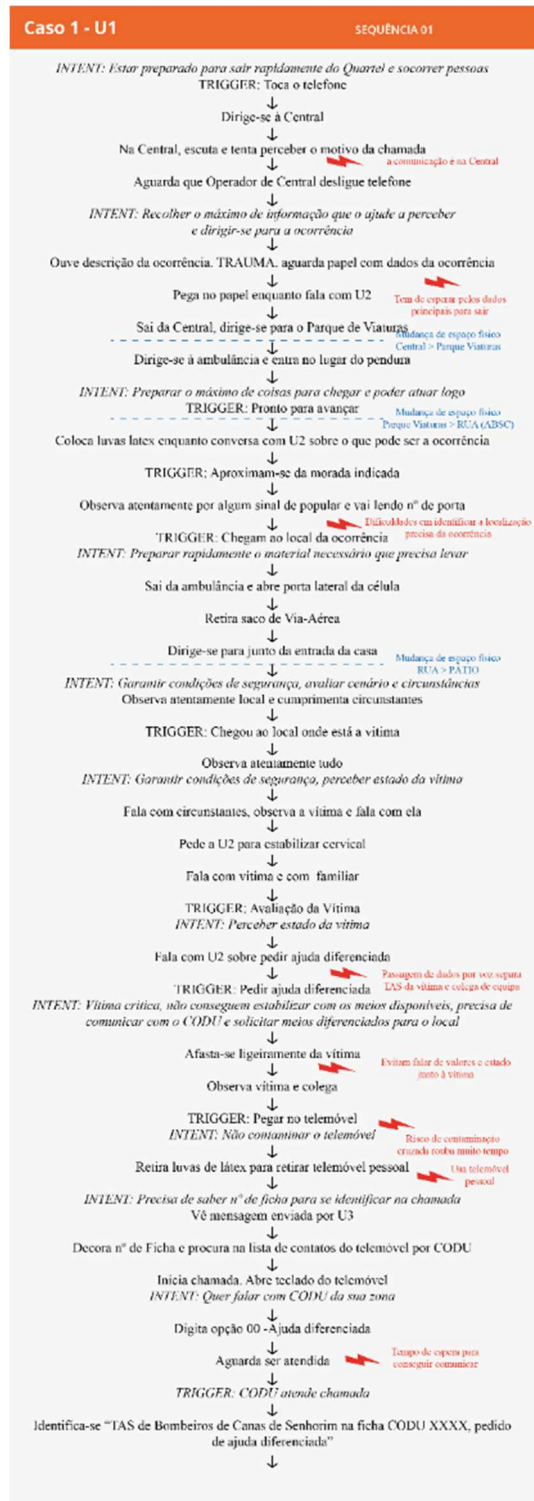 Caso 1 - U1
SEQUÊNCIA 01
INTENT: Estar preparado para sair rapidamente do Quartel e socorrer pessoas
TRIGGER: Toca o telefone
Dirige-se à Central
Na Central, escuta e tenta perceber o motivo da chamada
a comunicação é na Central
Aguarda que Operador de Central desligue telefone
INTENT: Recolher o máximo de informação que o ajude a perceber
e dirigir-se para a ocorrência
Ouve descrição da ocorrência. TRAUMA. aguarda papel com dados da ocorrência
Pega no papel enquanto fala com U2
Tem de esperar pelos dados
principais para sair
Sai da Central, dirige-se para o Parque de Viaturas
Mudança de espaço físico
Central > Parque Viaturas
Dirige-se à ambulância e entra no lugar do pendura
INTENT: Preparar o máximo de coisas para chegar e poder atuar logo
TRIGGER: Pronto para avançar
Mudança de espaço físico
Parque Viaturas > RUA (ABSC)
Coloca luvas latex enquanto conversa com U2 sobre o que pode ser a ocorrência
TRIGGER; Aproximam-se da morada indicada
Observa atentamente por algum sinal de popular e vai lendo nº de porta
Dificuldades em identificar a localização
precisa da ocorrência
TRIGGER: Chegam ao local da ocorrência
INTENT: Preparar rapidamente o material necessário que precisa levar
Sai da ambulância e abre porta lateral da célula
Retira saco de Via-Aérea
Dirige-se para junto da entrada da casa
Mudança de espaço físico
RUA > PÁTIO
INTENT: Garantir condições de segurança, avaliar cenário e circunstâncias
Observa atentamente local e cumprimenta circunstantes
TRIGGER: Chegou ao local onde está a vitima
Observa atentamente tudo
INTENT: Garantir condições de segurança, perceber estado da vítima
Fala com circunstantes, observa a vítima e fala com ela
Pede a U2 para estabilizar cervical
Fala com vitima e com familiar
TRIGGER; Avaliação da Vítima
INTENT: Perceber estado da vítima
Fala com U2 sobre pedir ajuda diferenciada
Passagem de dados por voz separa
TAS da vítima e colega de equipa
TRIGGER: Pedir ajuda diferenciada
INTENT: Vítima crítica, não conseguem estabilizar com os meios disponíveis, precisa de
comunicar com o CODU e solicitar meios diferenciados para o local
Afasta-se ligeiramente da vítima
Evitam falar de valores e estado
junto à vítima
Observa vítima e colega
TRIGGER: Pegar no telemóvel
INTENT: Não contaminar o telemóvel
Risco de contaminação
cruzada rouba muito tempo
Retira luvas de látex para retirar telemóvel pessoal
Usa telemóvel
pessoal
INTENT: Precisa de saber nº de ficha para se identificar na chamada
Vê mensagem enviada por U3
Decora nº de Ficha e procura na lista de contatos do telemóvel por CODU
Inicia chamada. Abre teclado do telemóvel
INTENT: Quer falar com CODU da sua zona
Digita opção 00 -Ajuda diferenciada
Aguarda ser atendida
Tempo de espera para
conseguir comunicar
TRIGGER: CODU atende chamada
Identifica-se “TAS de Bombeiros de Canas de Senhorim na ficha CODU XXXX, pedido
de ajuda diferenciada”